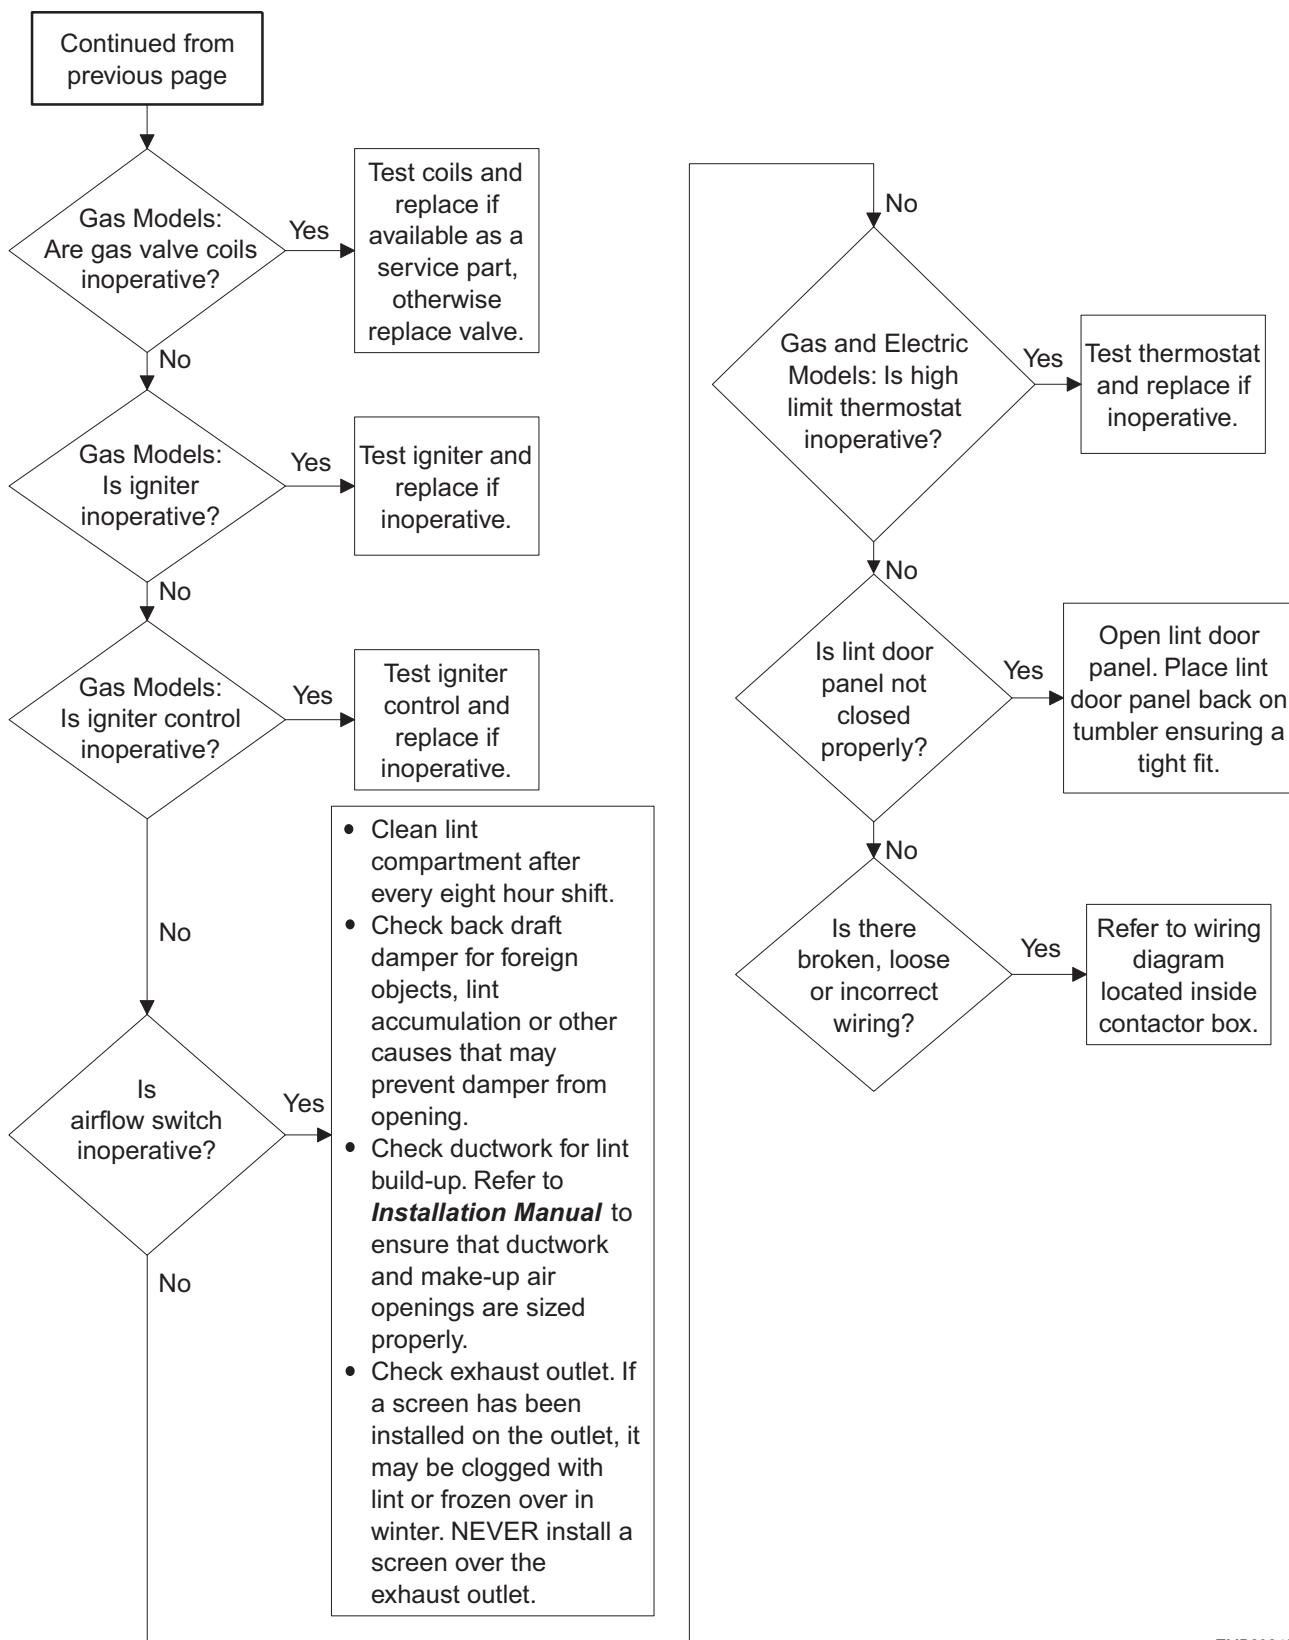 Continued from
previous page
Gas Models:
Are gas valve coils
inoperative?
Yes
Test coils and
replace if
available as a
service part,
otherwise
replace valve.
No
Gas Models:
Is igniter
inoperative?
Yes
Test igniter and
replace if
inoperative.
No
Gas Models:
Is igniter control
inoperative?
Yes
Test igniter
control and
replace if
inoperative.
No
Is
airflow switch
inoperative?
Yes
• Clean lint
compartment after
every eight hour shift.
• Check back draft
damper for foreign
objects, lint
accumulation or other
causes that may
prevent damper from
opening.
• Check ductwork for lint
build-up. Refer to
Installation Manual to
ensure that ductwork
and make-up air
openings are sized
properly.
• Check exhaust outlet. If
a screen has been
installed on the outlet, it
may be clogged with
lint or frozen over in
winter. NEVER install a
screen over the
exhaust outlet.
No
No
Gas and Electric
Models: Is high
limit thermostat
inoperative?
Yes
Test thermostat
and replace if
inoperative.
No
Is lint door
panel not
closed
properly?
Yes
Open lint door
panel. Place lint
door panel back on
tumbler ensuring a
tight fit.
No
Is there
broken, loose
or incorrect
wiring?
Yes
Refer to wiring
diagram
located inside
contactor box.